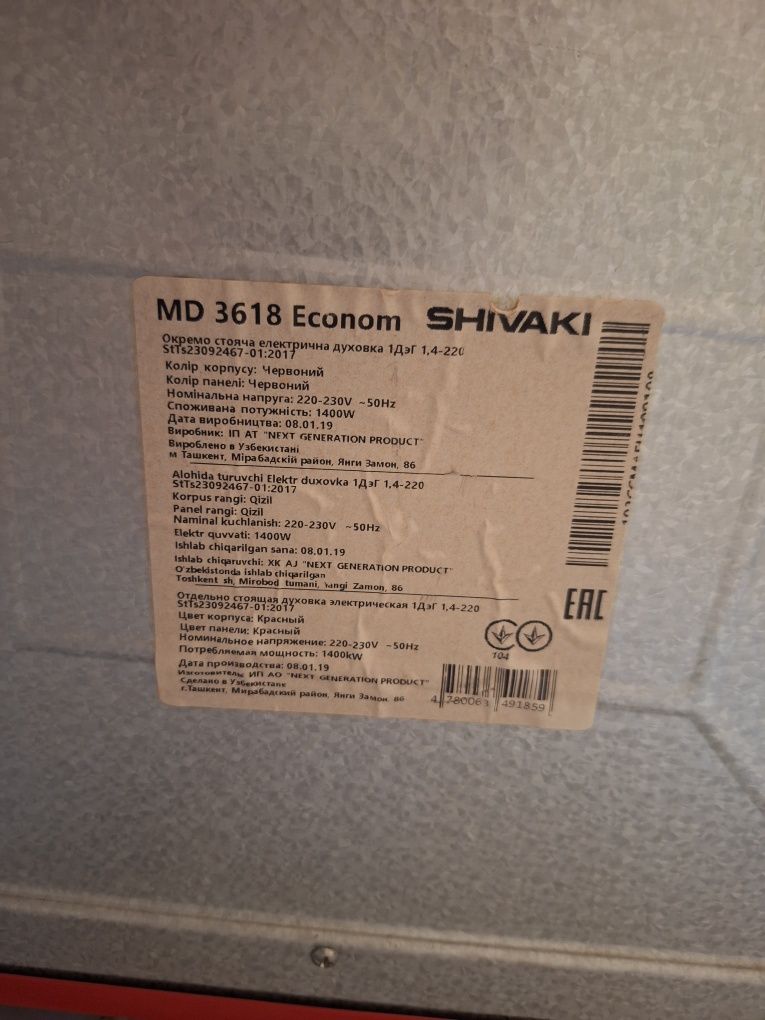 MD 3618 Econom SHIVAKI
Окремо стояча електрична духовка 1ДэГ 1,4-220
StTs23092467-01:2017
Колір корпусу: Червоний
Колір панелі: Червоний
Номінальна напруга: 220-230V ~50Hz
Споживана потужність: 1400W
Дата виробництва: 08.01.19
Виробник: ІП АТ "NEXT GENERATION PRODUCT"
Вироблено в Узбекистані
м Ташкент, Мірабадскій район, Янги Замон, 86
Alohida turuvchi Elektr duxovka 1ДэГ 1,4-220
StTs23092467-01:2017
Korpus rangi: Qizil
Panel rangi: Qizil
Naminal kuchlanish: 220-230V ~50Hz
Elektr quvvati: 1400W
Ishlab chiqarilgan sana: 08.01.19
Ishlab chiqaruvchi: XK AJ "NEXT GENERATION PRODUCT"
O'zbekistonda ishlab chiqarilgan
Toshkent sh, Mirobod tumani, Yangi Zamon, 86
Отдельно стоящая духовка электрическая 1ДэГ 1,4-220
StTs23092467-01:2017
Цвет корпуса: Красный
Цвет панели: Красный
Номинальное напряжение: 220-230V ~50Hz
Потребляемая мощность: 1400kW
Дата производства: 08.01.19
Изготовитель: ИП АО "NEXT GENERATION PRODUCT"
Сделано в Узбекистане
г.Ташкент, Мирабадский район, Янги Замон, 86
EAC
104
4 780063 491859